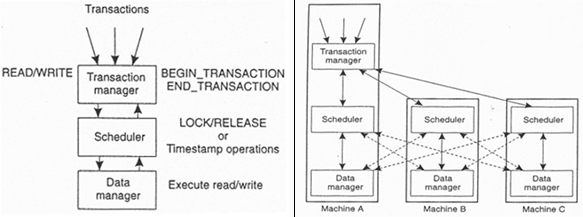 Transactions
READ/WRITE
Transaction
manager
BEGIN_TRANSACTION
END_TRANSACTION
Scheduler
LOCK/RELEASE
or
Timestamp operations
Data
manager
Execute read/write
Transaction
manager
Scheduler
Scheduler
Scheduler
Data
manager
Data
manager
Data
manager
Machine A
Machine B
Machine C